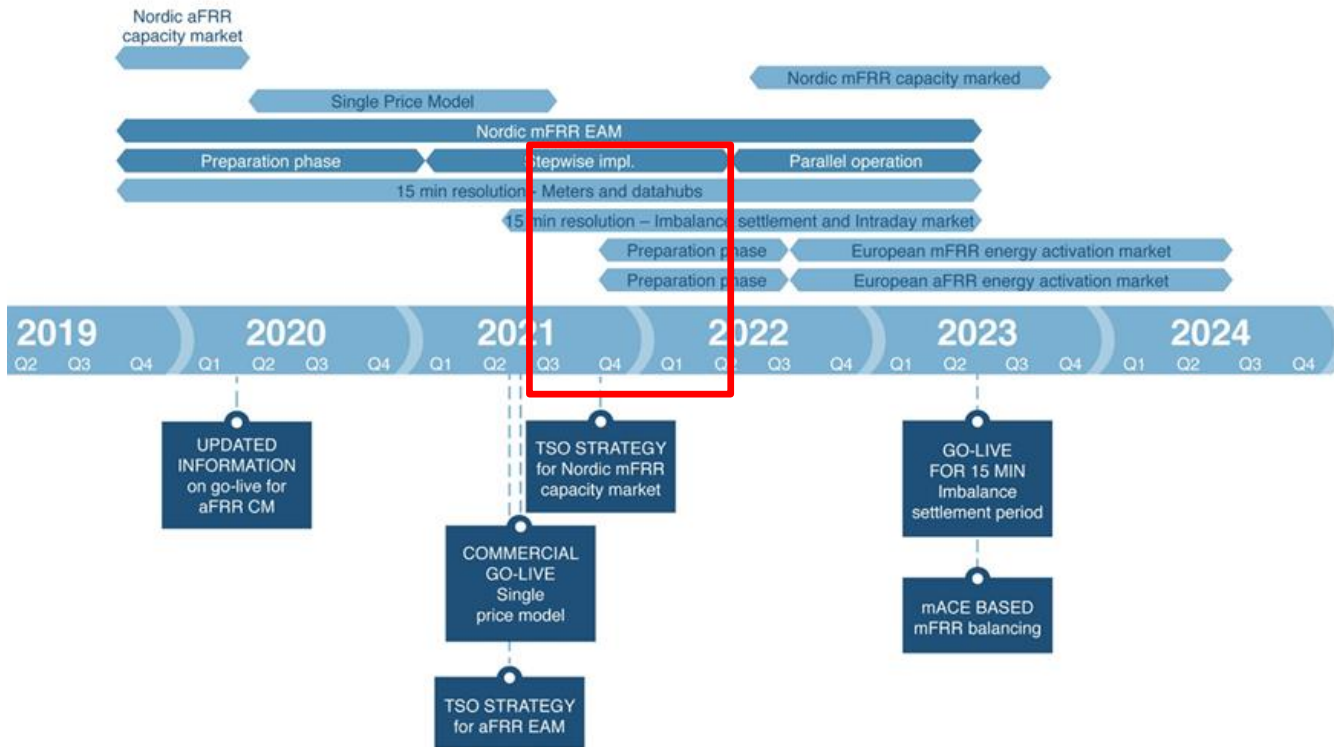 Nordic aFRR
capacity market
Nordic mFRR capacity marked
Single Price Model
Nordic mFRR EAM
Preparation phase
Stepwise impl.
Parallel operation
15 min resolution - Meters and datahubs
15 min resolution – Imbalance settlement and Intraday market
Preparation phase
European mFRR energy activation market
Preparation phase
European aFRR energy activation market
2019
2020
2021
2022
2023
2024
Q2 Q3 Q4 Q1 Q2 Q3 Q4 Q1 Q2 Q3 Q4 Q1 Q2 Q3 Q4 Q1 Q2 Q3 Q4 Q1 Q2 Q3 Q4
UPDATED
INFORMATION
on go-live for
aFRR CM
TSO STRATEGY
for Nordic mFRR
capacity market
GO-LIVE
FOR 15 MIN
Imbalance
settlement period
COMMERCIAL
GO-LIVE
Single
price model
mACE BASED
mFRR balancing
TSO STRATEGY
for aFRR EAM